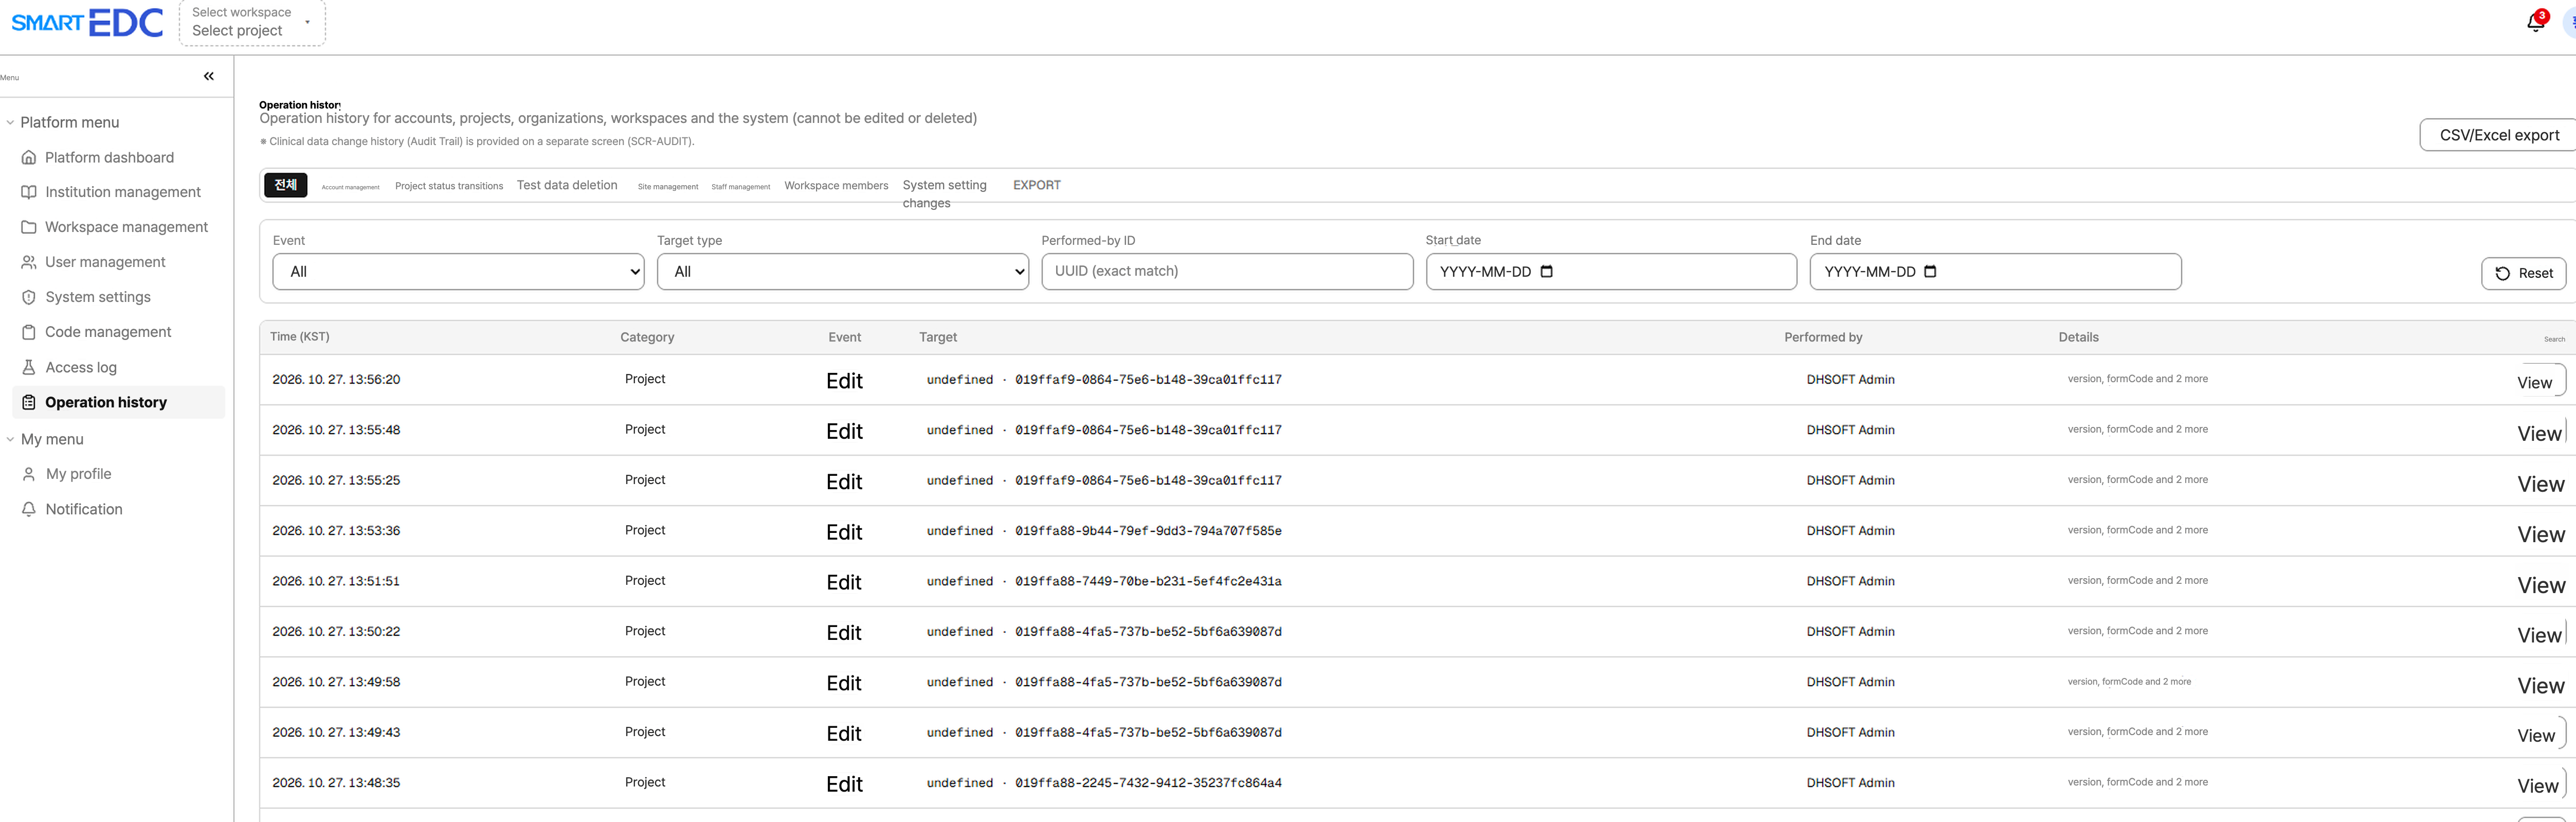 SMART EDC
Select workspace
Select project
3
Menu
Platform menu
Platform dashboard
Institution management
Workspace management
User management
System settings
Code management
Access log
Operation history
My menu
My profile
Notification
Operation history
Operation history for accounts, projects, organizations, workspaces and the system (cannot be edited or deleted)
※ Clinical data change history (Audit Trail) is provided on a separate screen (SCR-AUDIT).
CSV/Excel export
전체 Account management Project status transitions Test data deletion Site management Staff management Workspace members System setting changes EXPORT
Event Target type Performed-by ID Start date End date
All All UUID (exact match) YYYY-MM-DD YYYY-MM-DD Reset
Time (KST) Category Event Target Performed by Details Search
2026. 10. 27. 13:56:20 Project Edit undefined · 019ffaf9-0864-75e6-b148-39ca01ffc117 DHSOFT Admin version, formCode and 2 more View
2026. 10. 27. 13:55:48 Project Edit undefined · 019ffaf9-0864-75e6-b148-39ca01ffc117 DHSOFT Admin version, formCode and 2 more View
2026. 10. 27. 13:55:25 Project Edit undefined · 019ffaf9-0864-75e6-b148-39ca01ffc117 DHSOFT Admin version, formCode and 2 more View
2026. 10. 27. 13:53:36 Project Edit undefined · 019ffa88-9b44-79ef-9dd3-794a707f585e DHSOFT Admin version, formCode and 2 more View
2026. 10. 27. 13:51:51 Project Edit undefined · 019ffa88-7449-70be-b231-5ef4fc2e431a DHSOFT Admin version, formCode and 2 more View
2026. 10. 27. 13:50:22 Project Edit undefined · 019ffa88-4fa5-737b-be52-5bf6a639087d DHSOFT Admin version, formCode and 2 more View
2026. 10. 27. 13:49:58 Project Edit undefined · 019ffa88-4fa5-737b-be52-5bf6a639087d DHSOFT Admin version, formCode and 2 more View
2026. 10. 27. 13:49:43 Project Edit undefined · 019ffa88-4fa5-737b-be52-5bf6a639087d DHSOFT Admin version, formCode and 2 more View
2026. 10. 27. 13:48:35 Project Edit undefined · 019ffa88-2245-7432-9412-35237fc864a4 DHSOFT Admin version, formCode and 2 more View